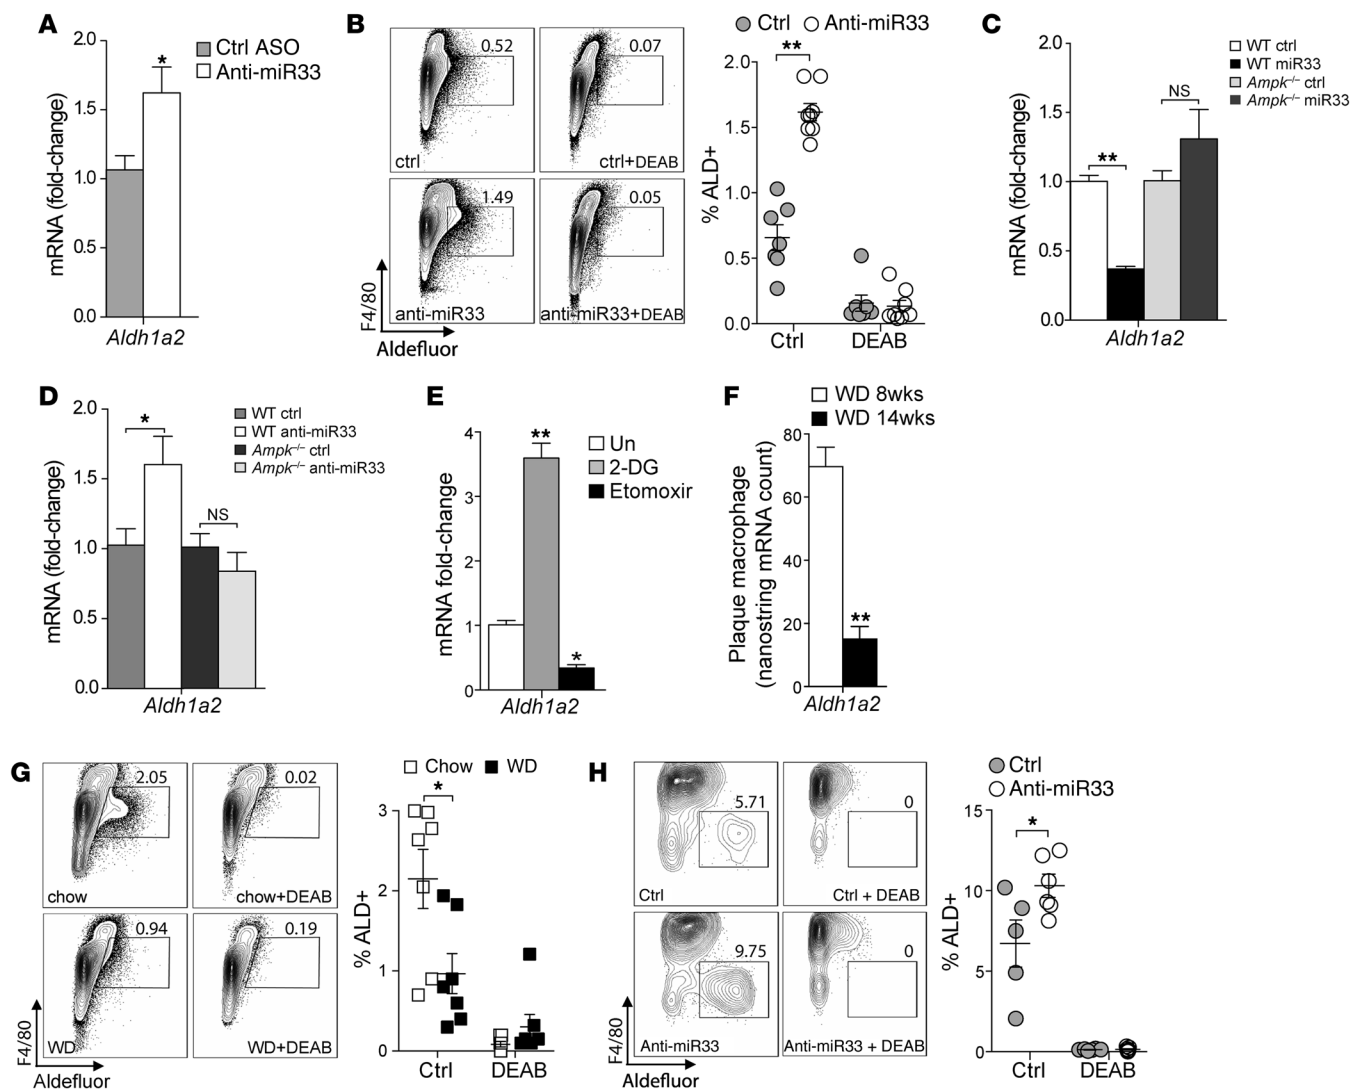 A
2.0
1.5
1.0
0.5
0.0
mRNA (fold-change)
*
Ctrl ASO
Anti-miR33
Aldh1a2
B
0.52
ctrl
0.07
ctrl+DEAB
1.49
anti-miR33
0.05
anti-miR33+DEAB
F4/80
Aldefluor
Ctrl Anti-miR33
**
2.0
1.5
1.0
0.5
0.0
% ALD+
Ctrl DEAB
C
2.0
1.5
1.0
0.5
0.0
mRNA (fold-change)
**
NS
WT ctrl
WT miR33
Ampk–/– ctrl
Ampk–/– miR33
Aldh1a2
D
2.0
1.5
1.0
0.5
0.0
mRNA (fold-change)
*
NS
WT ctrl
WT anti-miR33
Ampk–/– ctrl
Ampk–/– anti-miR33
Aldh1a2
E
4
3
2
1
0
mRNA fold-change
**
*
Un
2-DG
Etomoxir
Aldh1a2
F
WD 8wks
WD 14wks
80
60
40
20
0
Plaque macrophage
(nanostring mRNA count)
**
Aldh1a2
G
2.05
chow
0.02
chow+DEAB
0.94
WD
0.19
WD+DEAB
F4/80
Aldefluor
Chow WD
*
3
2
1
0
% ALD+
Ctrl DEAB
H
5.71
Ctrl
0
Ctrl + DEAB
9.75
Anti-miR33
0
Anti-miR33 + DEAB
F4/80
Aldefluor
Ctrl
Anti-miR33
*
15
10
5
0
% ALD+
Ctrl DEAB